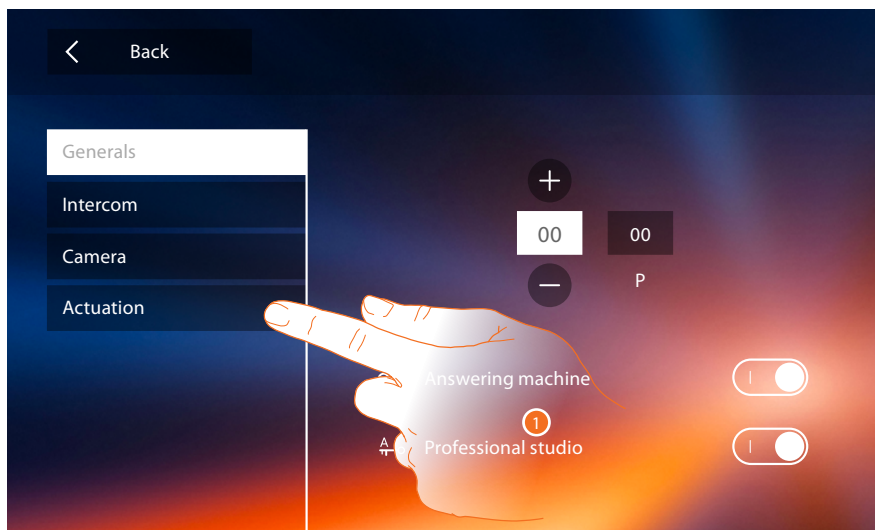 Back
Generals
Intercom
Camera
Actuation
00 00
P
Answering machine
1
Professional studio